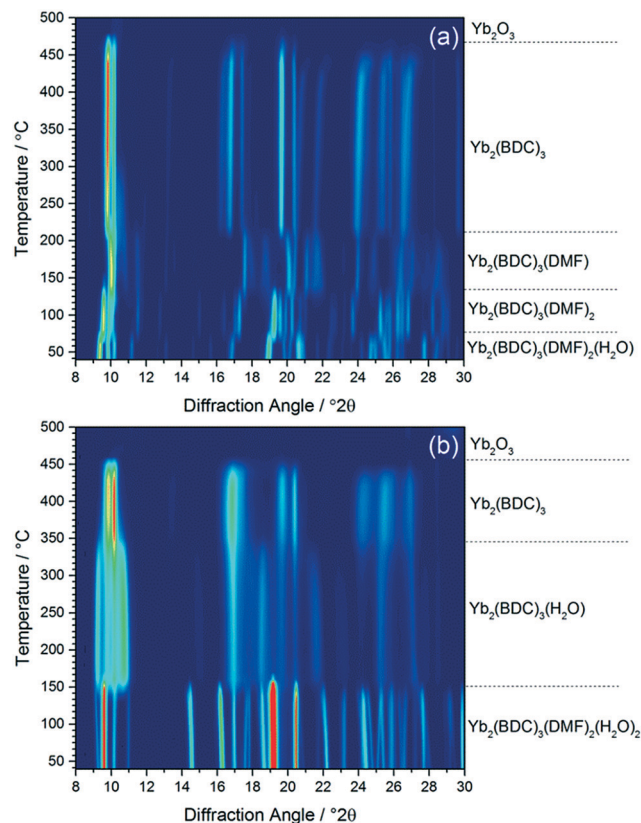 (a)
500
450
400
350
300
250
200
150
100
50
Temperature / °C
8 10 12 14 16 18 20 22 24 26 28 30
Diffraction Angle / °2θ
Yb₂O₃
Yb₂(BDC)₃
Yb₂(BDC)₃(DMF)
Yb₂(BDC)₃(DMF)₂
Yb₂(BDC)₃(DMF)₂(H₂O)
(b)
500
450
400
350
300
250
200
150
100
50
Temperature / °C
8 10 12 14 16 18 20 22 24 26 28 30
Diffraction Angle / °2θ
Yb₂O₃
Yb₂(BDC)₃
Yb₂(BDC)₃(H₂O)
Yb₂(BDC)₃(DMF)₂(H₂O)₂